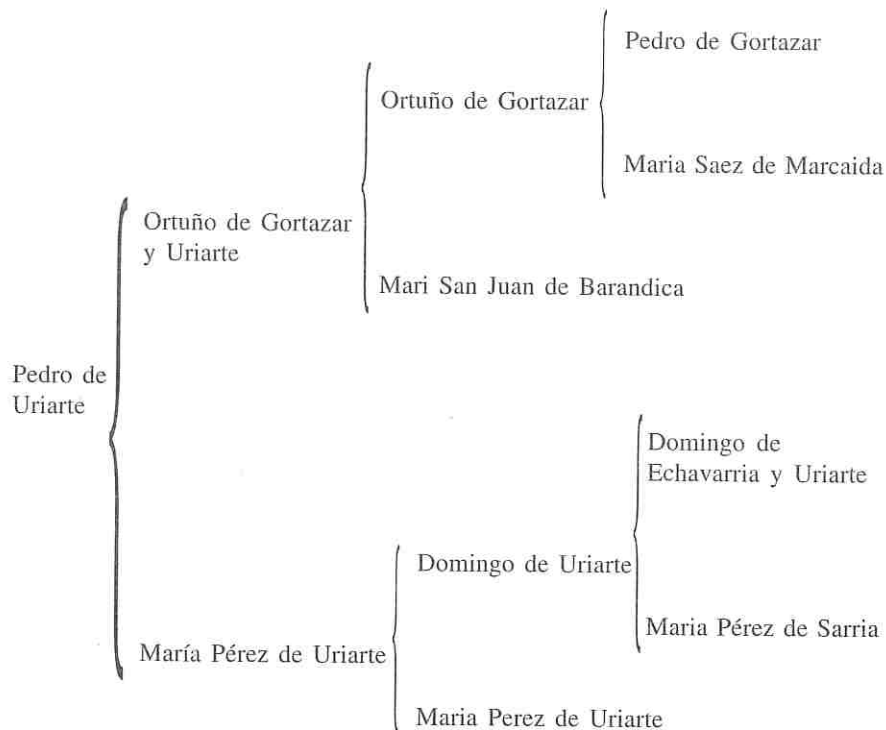 Pedro de Gortazar
Ortuño de Gortazar
Maria Saez de Marcaida
Ortuño de Gortazar
y Uriarte
Mari San Juan de Barandica
Pedro de
Uriarte
Domingo de
Echavarria y Uriarte
Domingo de Uriarte
Maria Pérez de Sarria
María Pérez de Uriarte
Maria Perez de Uriarte